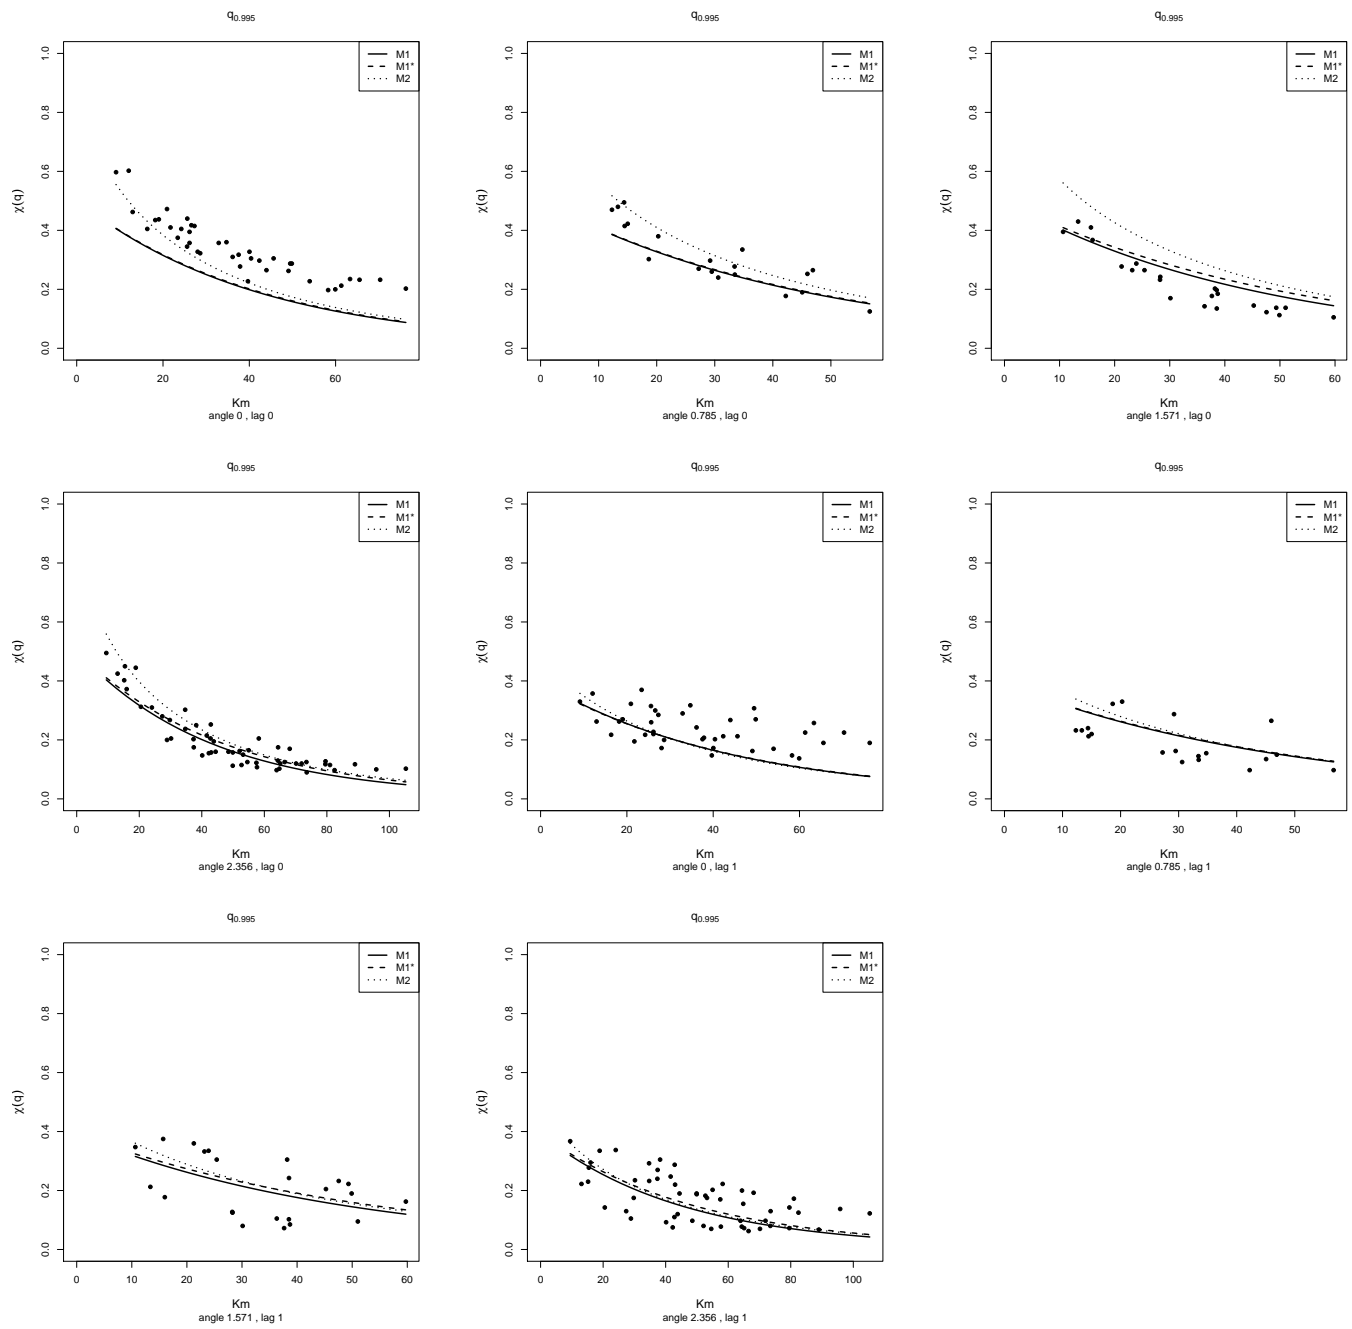 q0.995
M1
M1*
M2
χ(q)
0.0 0.2 0.4 0.6 0.8 1.0
0 20 40 60
Km
angle 0 , lag 0
q0.995
M1
M1*
M2
χ(q)
0.0 0.2 0.4 0.6 0.8 1.0
0 10 20 30 40 50
Km
angle 0.785 , lag 0
q0.995
M1
M1*
M2
χ(q)
0.0 0.2 0.4 0.6 0.8 1.0
0 10 20 30 40 50 60
Km
angle 1.571 , lag 0
q0.995
M1
M1*
M2
χ(q)
0.0 0.2 0.4 0.6 0.8 1.0
0 20 40 60 80 100
Km
angle 2.356 , lag 0
q0.995
M1
M1*
M2
χ(q)
0.0 0.2 0.4 0.6 0.8 1.0
0 20 40 60
Km
angle 0 , lag 1
q0.995
M1
M1*
M2
χ(q)
0.0 0.2 0.4 0.6 0.8 1.0
0 10 20 30 40 50
Km
angle 0.785 , lag 1
q0.995
M1
M1*
M2
χ(q)
0.0 0.2 0.4 0.6 0.8 1.0
0 10 20 30 40 50 60
Km
angle 1.571 , lag 1
q0.995
M1
M1*
M2
χ(q)
0.0 0.2 0.4 0.6 0.8 1.0
0 20 40 60 80 100
Km
angle 2.356 , lag 1